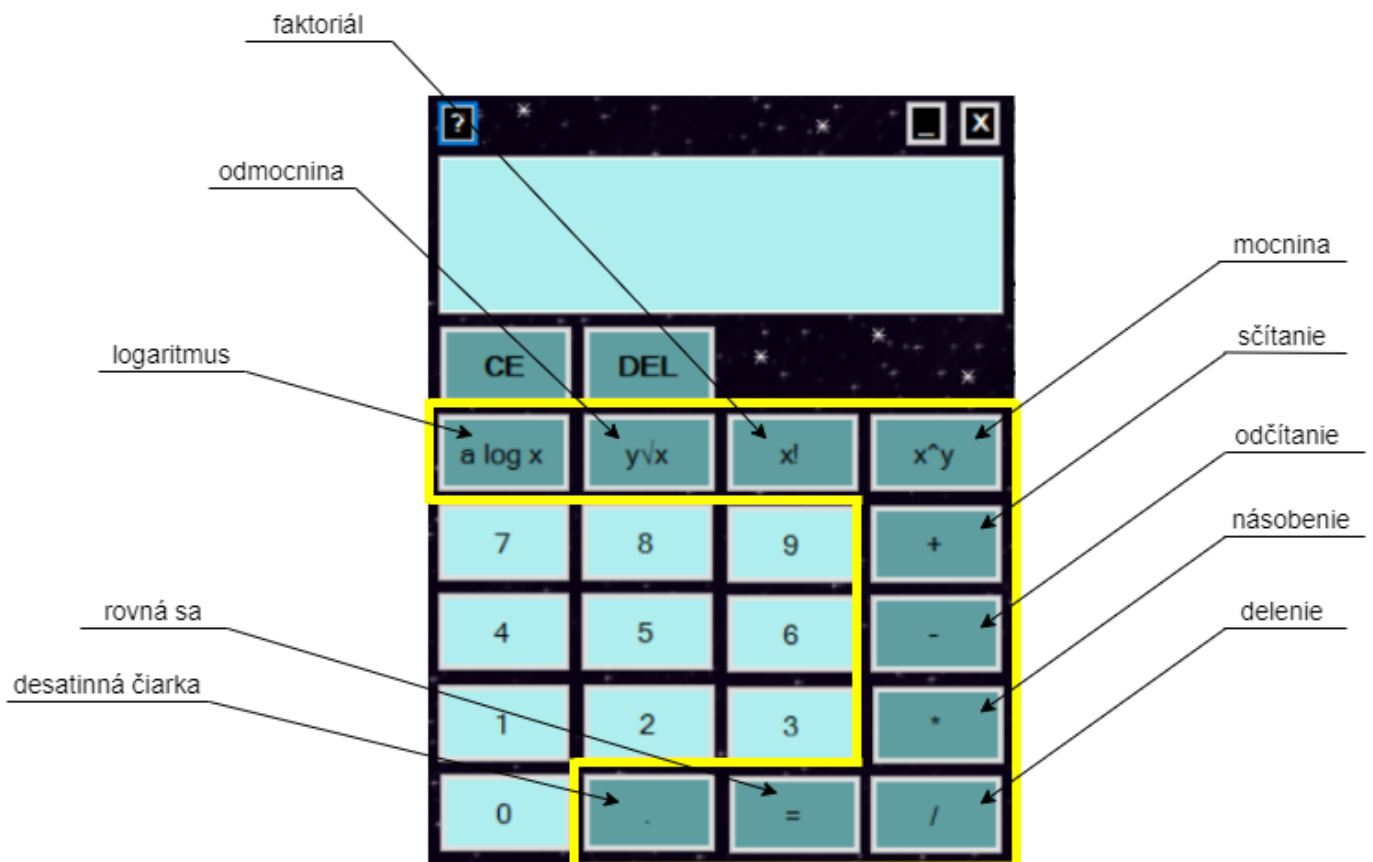 faktoriál
? _ X
odmocnina
mocnina
sčítanie
logaritmus
CE DEL
odčítanie
a log x y√x x! x^y
násobenie
7 8 9 +
rovná sa
delenie
4 5 6 -
desatinná čiarka
1 2 3 *
0 . = /